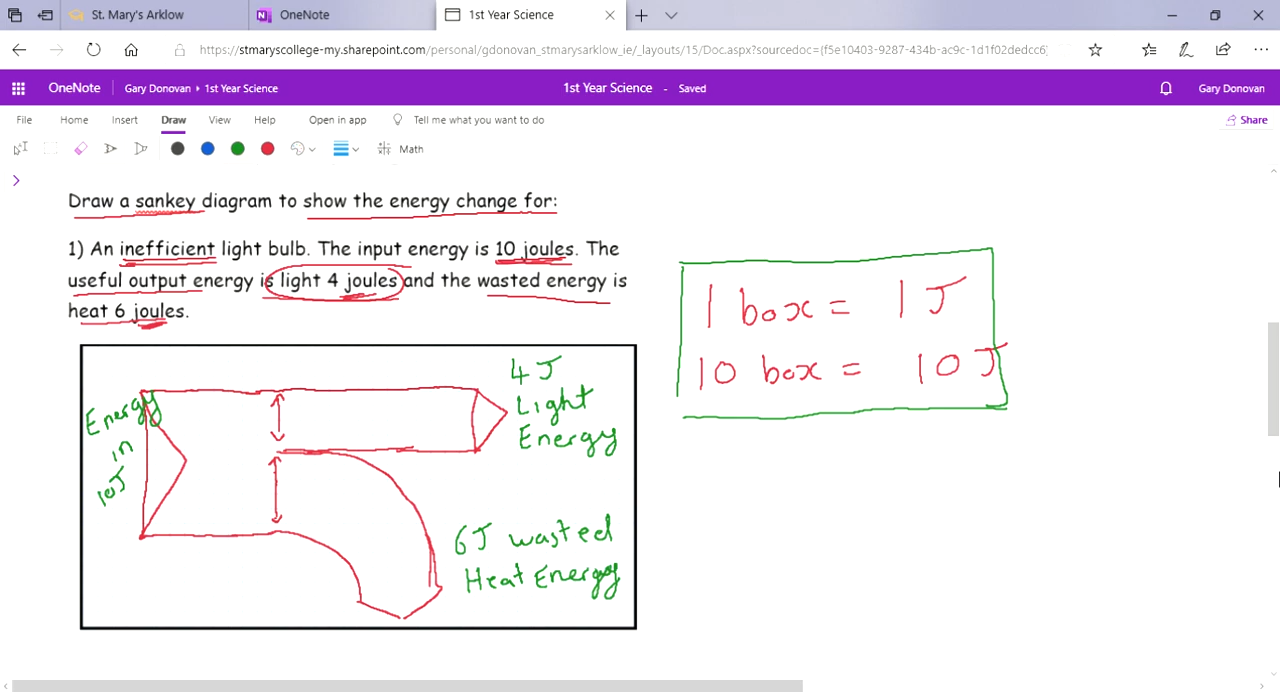 St. Mary's Arklow
OneNote
1st Year Science
https://stmaryscollege-my.sharepoint.com/personal/gdonovan_stmarysarklow_ie/_layouts/15/Doc.aspx?sourcedoc={f5e10403-9287-434b-ac9c-1d1f02dedcc6}
OneNote
Gary Donovan › 1st Year Science
1st Year Science - Saved
Gary Donovan
File Home Insert Draw View Help Open in app Tell me what you want to do
Share
Math
Draw a sankey diagram to show the energy change for:
1) An inefficient light bulb. The input energy is 10 joules. The
useful output energy is light 4 joules and the wasted energy is
heat 6 joules.
1 box = 1 J
10 box = 10 J
Energy
in
10J
4 J
Light
Energy
6J wasted
Heat Energy